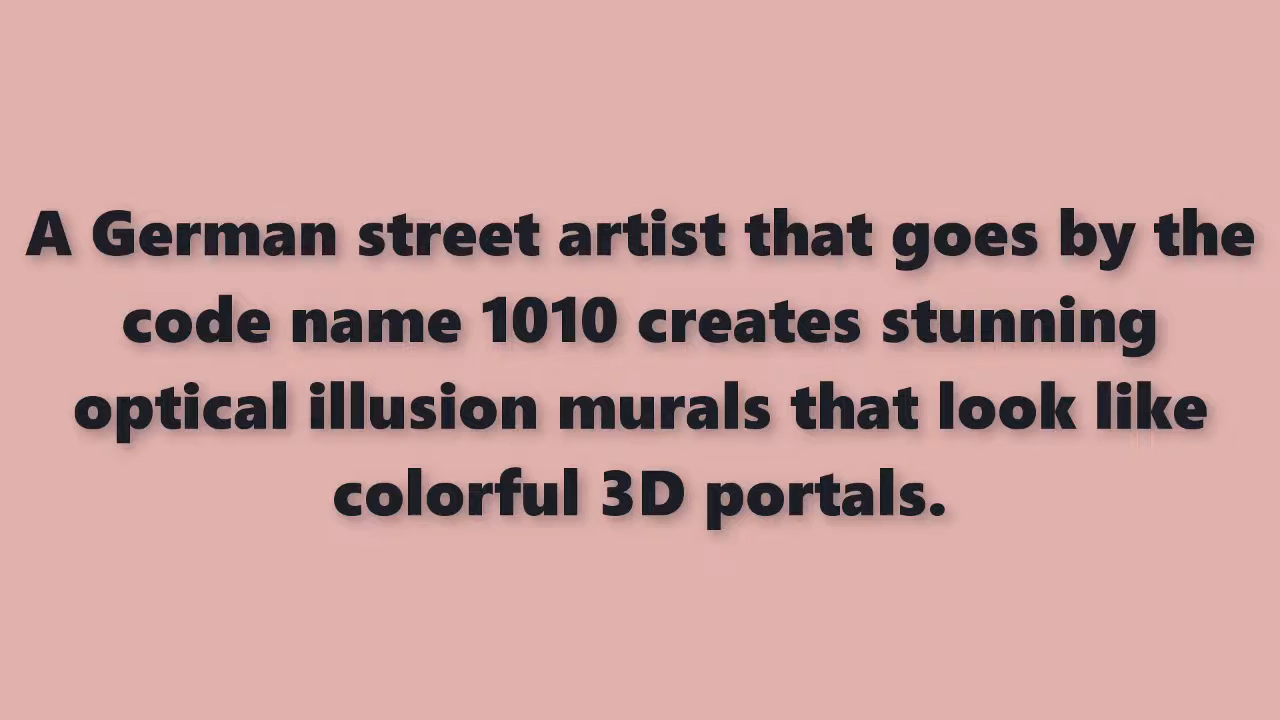 A German street artist that goes by the
code name 1010 creates stunning
optical illusion murals that look like
colorful 3D portals.